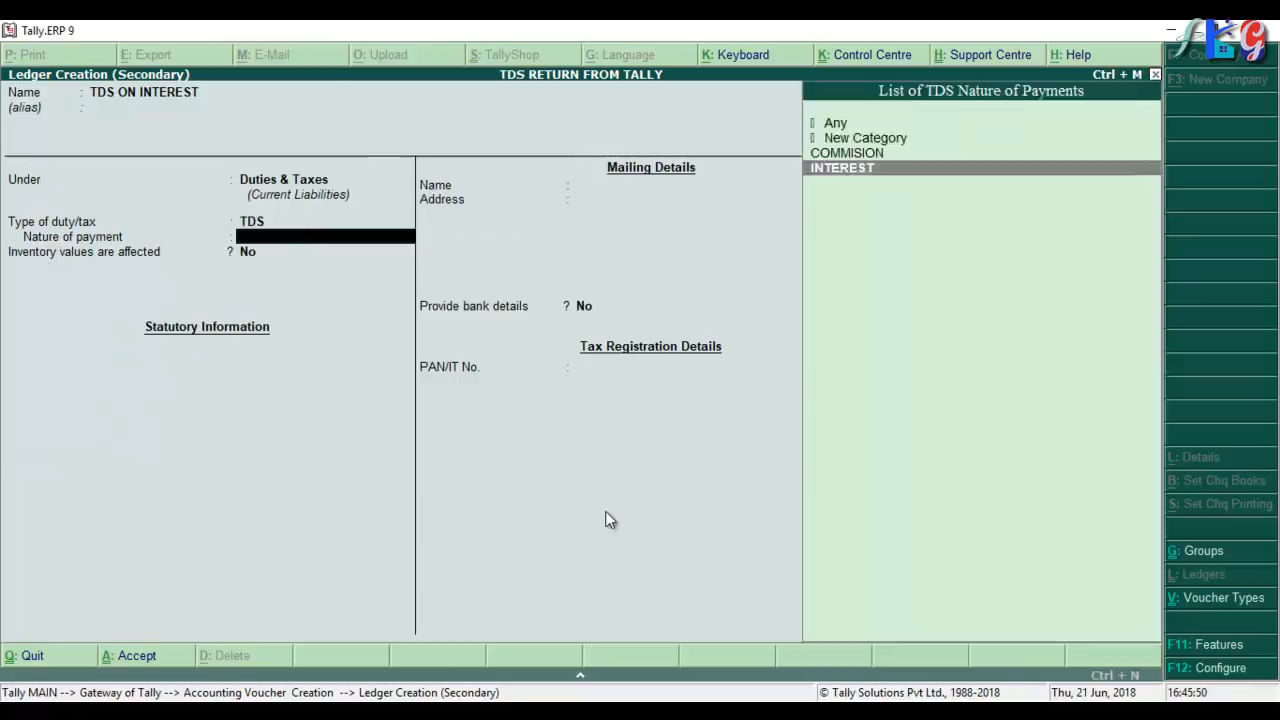 Tally.ERP 9
P: Print E: Export M: E-Mail O: Upload S: TallyShop G: Language K: Keyboard K: Control Centre H: Support Centre H: Help
Ledger Creation (Secondary) TDS RETURN FROM TALLY Ctrl + M
F3: New Company
Name : TDS ON INTEREST
(alias) :
List of TDS Nature of Payments
Any
New Category
COMMISION
INTEREST
Under : Duties & Taxes
(Current Liabilities)
Type of duty/tax : TDS
Nature of payment :
Inventory values are affected ? No
Statutory Information
Mailing Details
Name :
Address :
Provide bank details ? No
Tax Registration Details
PAN/IT No. :
L: Details
B: Set Chq Books
S: Set Chq Printing
G: Groups
L: Ledgers
V: Voucher Types
F11: Features
F12: Configure
Q: Quit A: Accept D: Delete
Ctrl + N
Tally MAIN --> Gateway of Tally --> Accounting Voucher Creation --> Ledger Creation (Secondary) © Tally Solutions Pvt Ltd., 1988-2018 Thu, 21 Jun, 2018 16:45:50